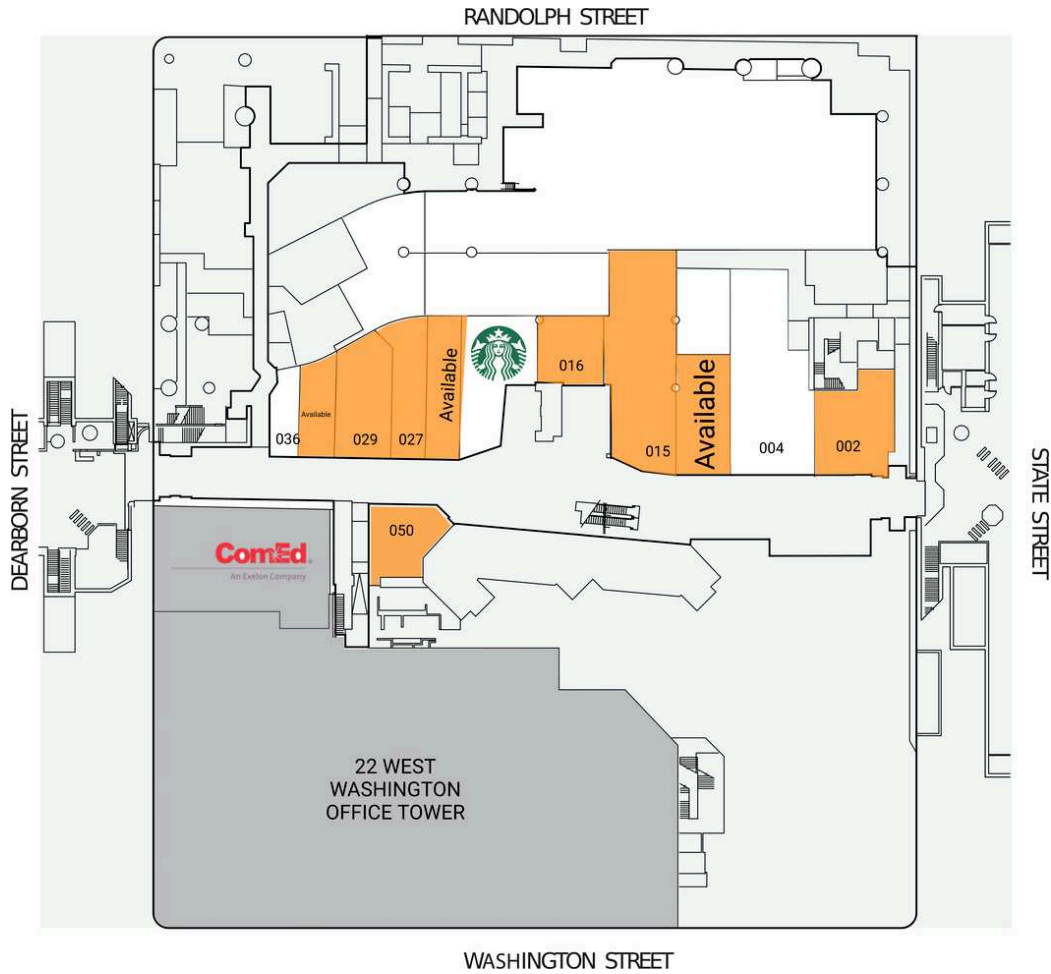 RANDOLPH STREET
Available
016
036
Available
029
027
015
Available
004
002
DEARBORN STREET
STATE STREET
050
ComEd®
An Exelon Company
22 WEST
WASHINGTON
OFFICE TOWER
WASHINGTON STREET